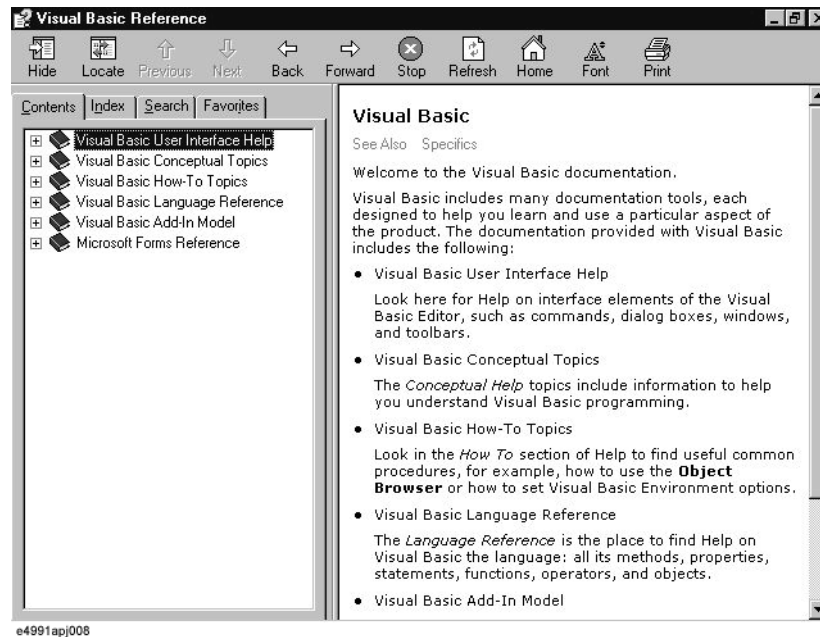 Visual Basic Reference
Hide Locate Previous Next Back Forward Stop Refresh Home Font Print
Contents Index Search Favorites
Visual Basic User Interface Help
Visual Basic Conceptual Topics
Visual Basic How-To Topics
Visual Basic Language Reference
Visual Basic Add-In Model
Microsoft Forms Reference
Visual Basic
See Also Specifics
Welcome to the Visual Basic documentation.
Visual Basic includes many documentation tools, each
designed to help you learn and use a particular aspect of
the product. The documentation provided with Visual Basic
includes the following:
• Visual Basic User Interface Help
Look here for Help on interface elements of the Visual
Basic Editor, such as commands, dialog boxes, windows,
and toolbars.
• Visual Basic Conceptual Topics
The Conceptual Help topics include information to help
you understand Visual Basic programming.
• Visual Basic How-To Topics
Look in the How To section of Help to find useful common
procedures, for example, how to use the Object
Browser or how to set Visual Basic Environment options.
• Visual Basic Language Reference
The Language Reference is the place to find Help on
Visual Basic the language: all its methods, properties,
statements, functions, operators, and objects.
• Visual Basic Add-In Model
e4991apj008